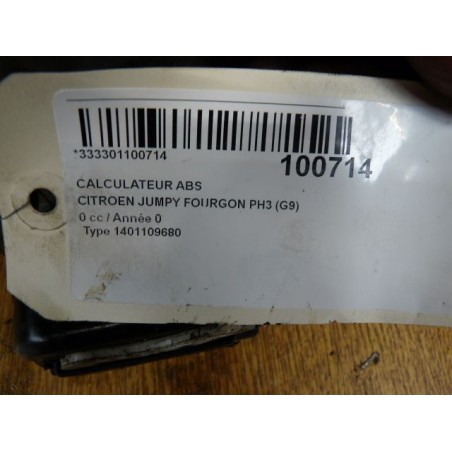 *333301100714
100714
CALCULATEUR ABS
CITROEN JUMPY FOURGON PH3 (G9)
0 cc / Année 0
Type 1401109680